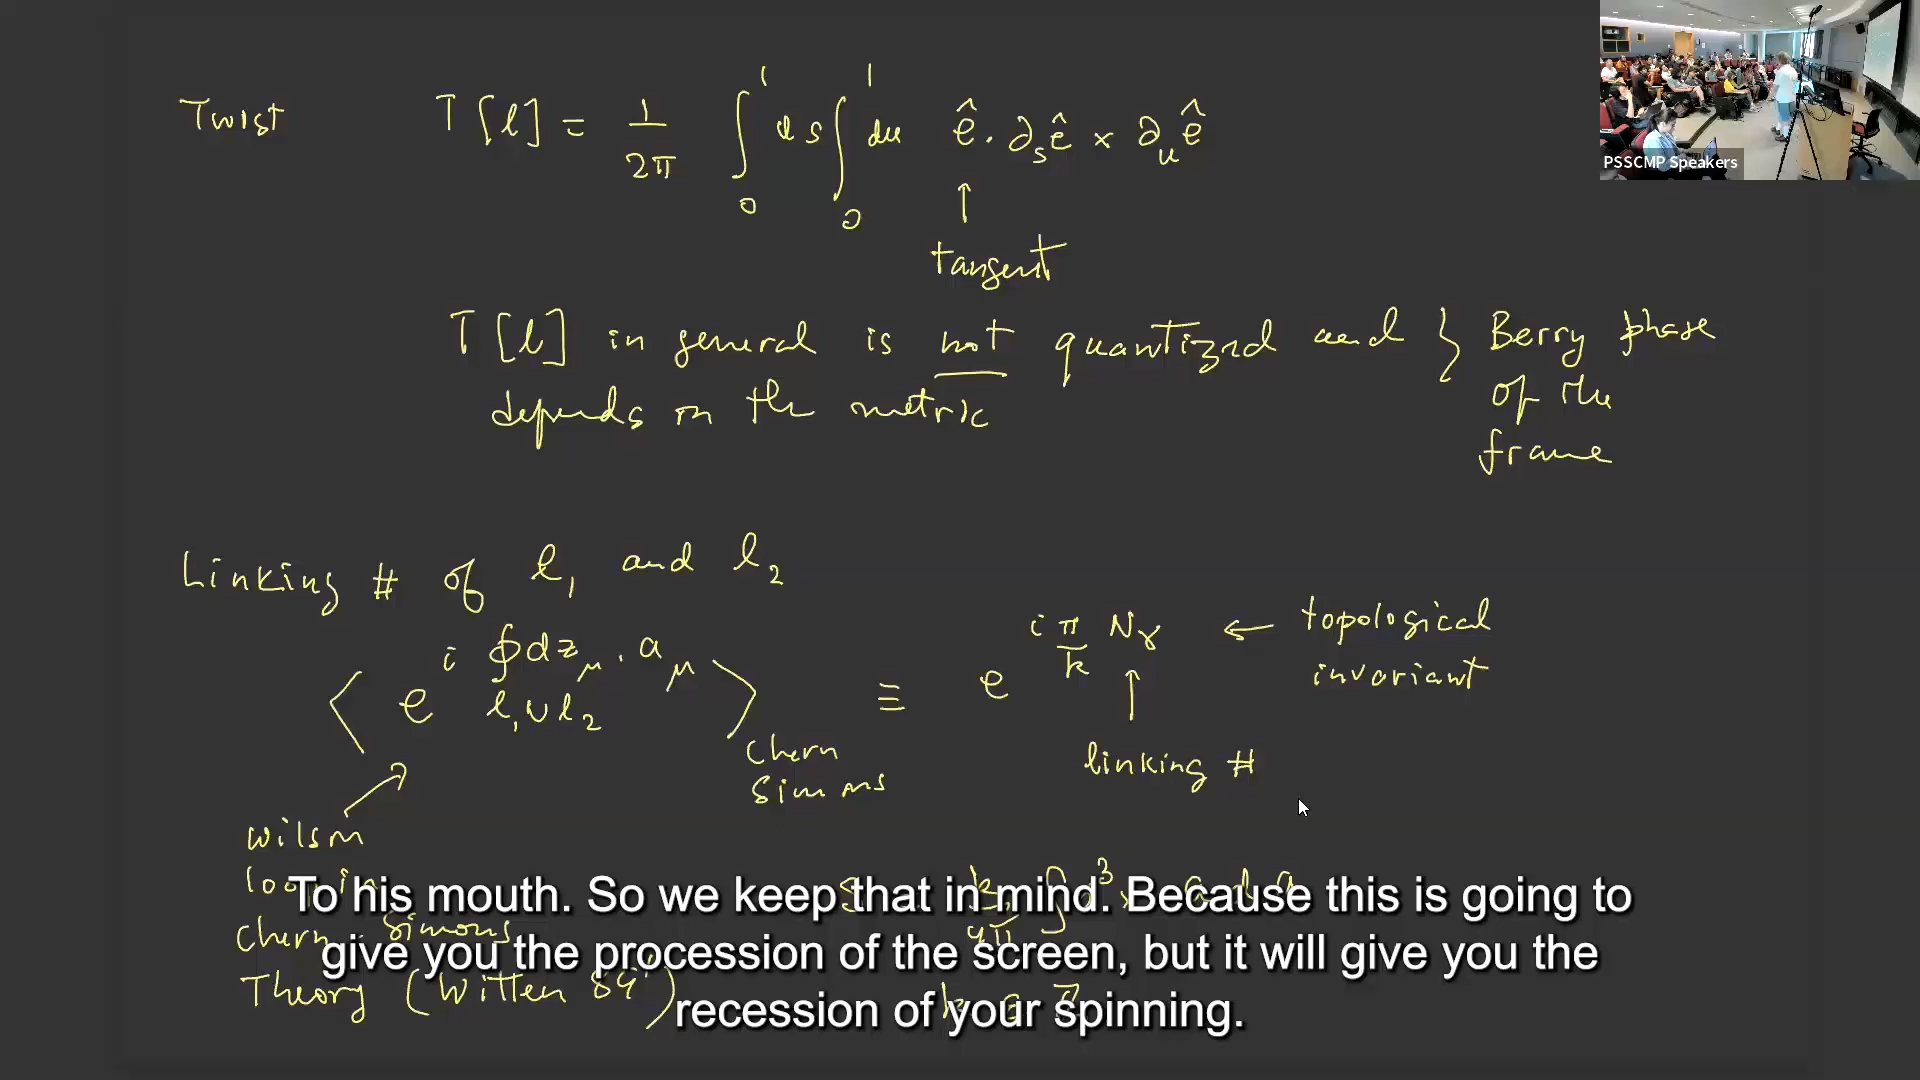 Twist T[l] = 1/2π ∫₀¹ ds ∫₀¹ du ê · ∂ₛê × ∂ᵤê
↑
tangent
T[l] in general is not quantized and } Berry phase
depends on the metric of the
frame
Linking # of l₁ and l₂
⟨ e^{i ∮_{l₁∪l₂} dz_μ · a_μ} ⟩ Chern Simons ≡ e^{i π/k N_γ} ← topological
invariant
↑
linking #
Wilson
loop in
Chern Simons
Theory (Witten 89')
To his mouth. So we keep that in mind. Because this is going to
give you the procession of the screen, but it will give you the
recession of your spinning.
PSSCMP Speakers